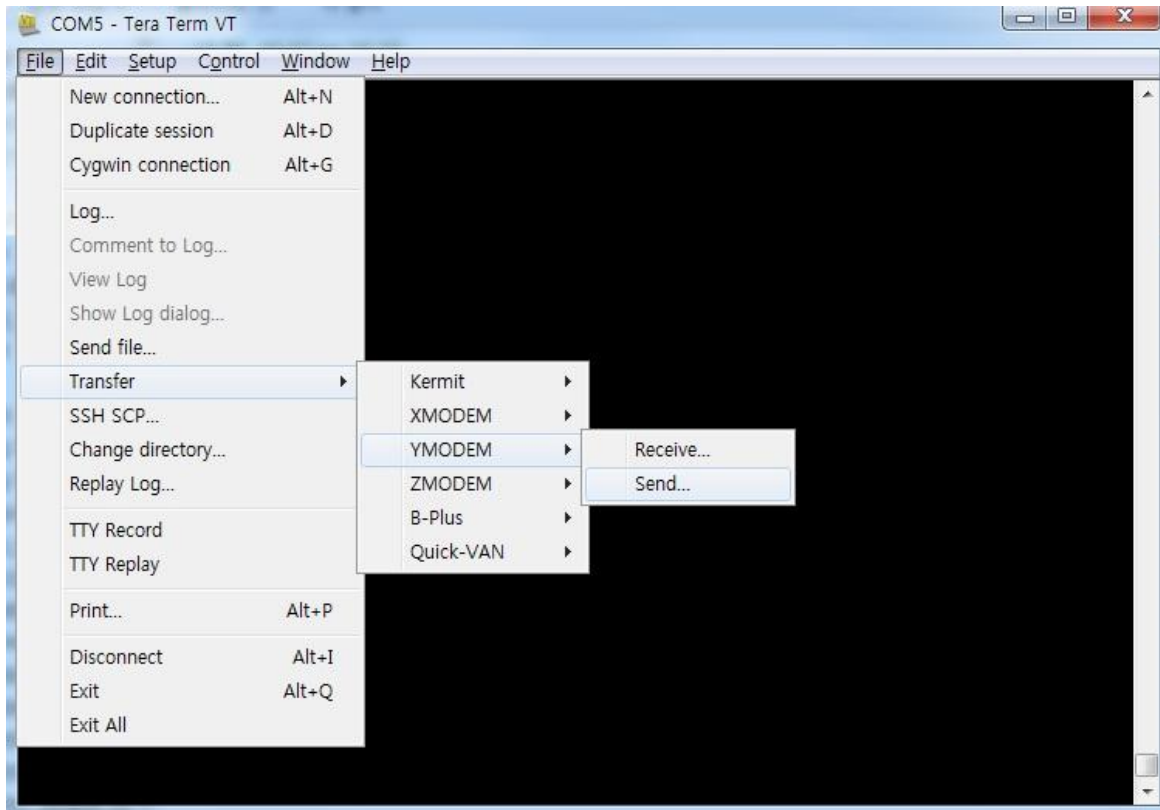 COM5 - Tera Term VT
File Edit Setup Control Window Help
New connection... Alt+N
Duplicate session Alt+D
Cygwin connection Alt+G
Log...
Comment to Log...
View Log
Show Log dialog...
Send file...
Transfer
SSH SCP...
Change directory...
Replay Log...
TTY Record
TTY Replay
Print... Alt+P
Disconnect Alt+I
Exit Alt+Q
Exit All
Kermit
XMODEM
YMODEM
ZMODEM
B-Plus
Quick-VAN
Receive...
Send...